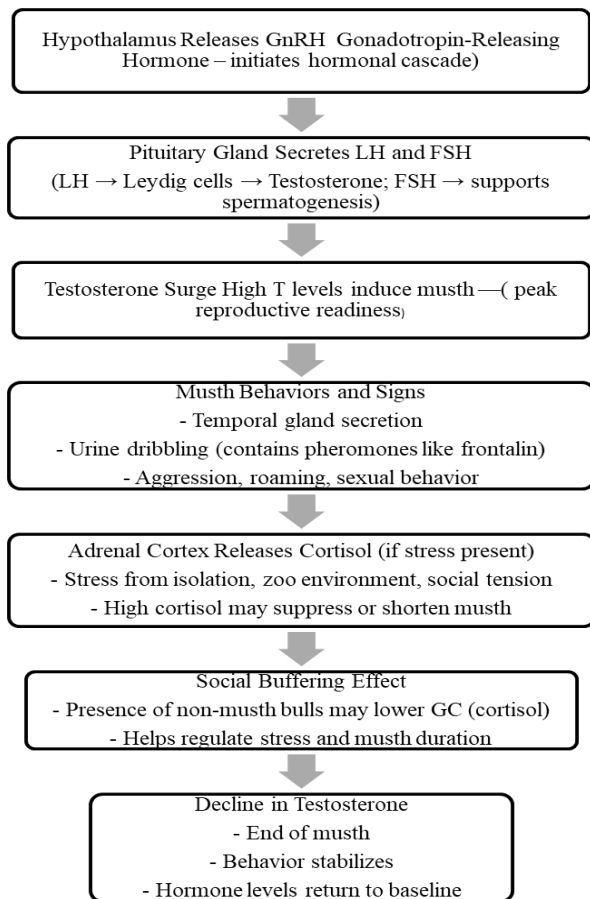 Hypothalamus Releases GnRH  Gonadotropin-Releasing
Hormone – initiates hormonal cascade)
Pituitary Gland Secretes LH and FSH
(LH → Leydig cells → Testosterone; FSH → supports
spermatogenesis)
Testosterone Surge High T levels induce musth —( peak
reproductive readiness)
Musth Behaviors and Signs
- Temporal gland secretion
- Urine dribbling (contains pheromones like frontalin)
- Aggression, roaming, sexual behavior
Adrenal Cortex Releases Cortisol (if stress present)
- Stress from isolation, zoo environment, social tension
- High cortisol may suppress or shorten musth
Social Buffering Effect
- Presence of non-musth bulls may lower GC (cortisol)
- Helps regulate stress and musth duration
Decline in Testosterone
- End of musth
- Behavior stabilizes
- Hormone levels return to baseline